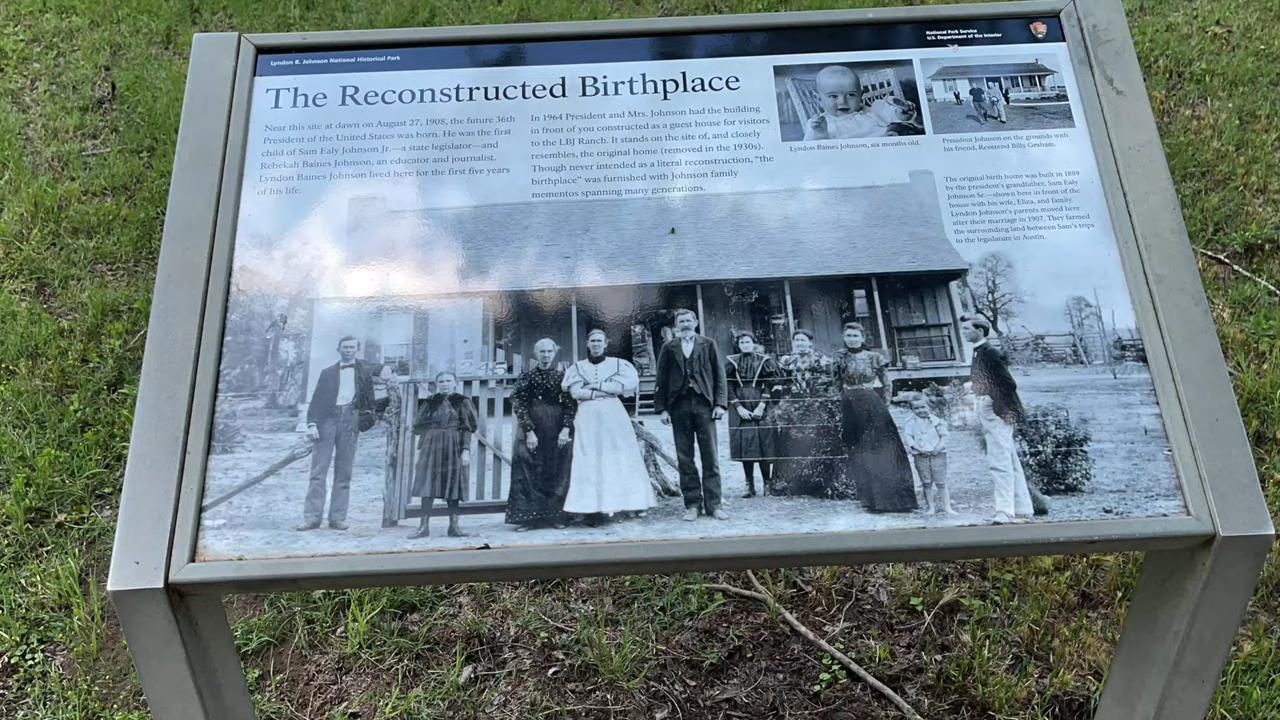 Lyndon B. Johnson National Historical Park
National Park Service
U.S. Department of the Interior
The Reconstructed Birthplace
Near this site at dawn on August 27, 1908, the future 36th
President of the United States was born. He was the first
child of Sam Ealy Johnson Jr.—a state legislator—and
Rebekah Baines Johnson, an educator and journalist.
Lyndon Baines Johnson lived here for the first five years
of his life.
In 1964 President and Mrs. Johnson had the building
in front of you constructed as a guest house for visitors
to the LBJ Ranch. It stands on the site of, and closely
resembles, the original home (removed in the 1930s).
Though never intended as a literal reconstruction, "the
birthplace" was furnished with Johnson family
mementos spanning many generations.
Lyndon Baines Johnson, six months old.
President Johnson on the grounds with
his friend, Reverend Billy Graham.
The original birth home was built in 1889
by the president's grandfather, Sam Ealy
Johnson Sr.—shown here in front of the
house with his wife, Eliza, and family.
Lyndon Johnson's parents moved here
after their marriage in 1907. They farmed
the surrounding land between Sam's trips
to the legislature in Austin.